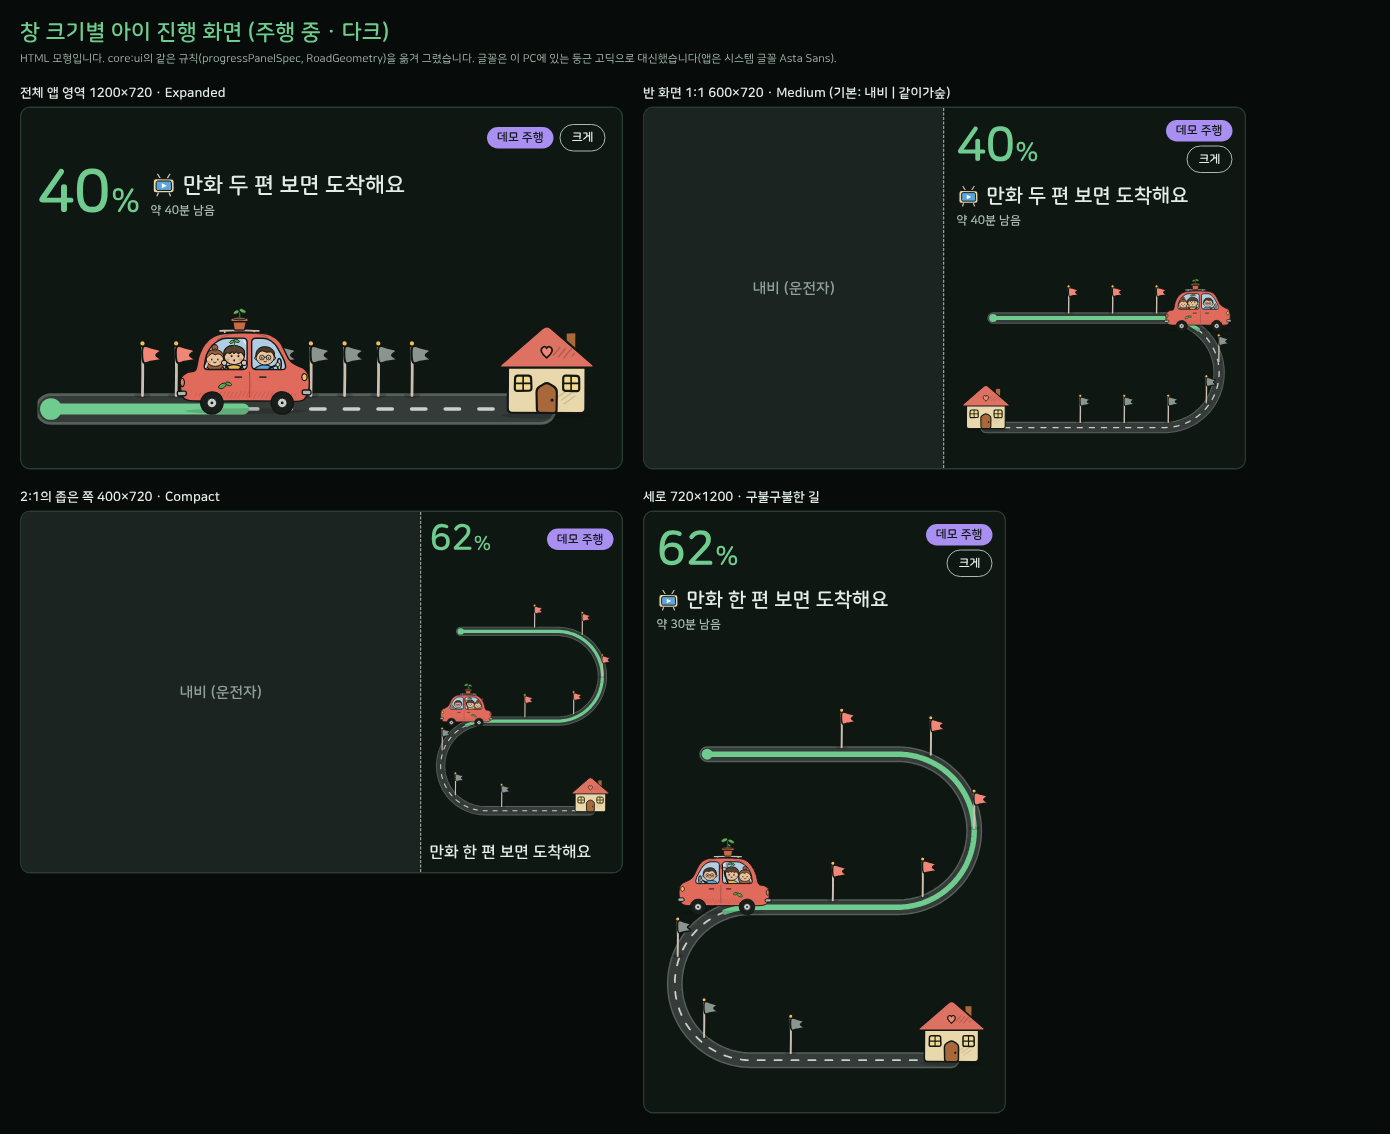 창 크기별 아이 진행 화면 (주행 중 · 다크)
HTML 모형입니다. core:ui의 같은 규칙(progressPanelSpec, RoadGeometry)을 옮겨 그렸습니다. 글꼴은 이 PC에 있는 둥근 고딕으로 대신했습니다(앱은 시스템 글꼴 Asta Sans).
전체 앱 영역 1200×720 · Expanded
데모 주행
크게
40%
만화 두 편 보면 도착해요
약 40분 남음
반 화면 1:1 600×720 · Medium (기본: 내비 | 같이가숲)
내비 (운전자)
40%
데모 주행
크게
만화 두 편 보면 도착해요
약 40분 남음
2:1의 좁은 쪽 400×720 · Compact
내비 (운전자)
62%
데모 주행
만화 한 편 보면 도착해요
세로 720×1200 · 구불구불한 길
62%
데모 주행
크게
만화 한 편 보면 도착해요
약 30분 남음